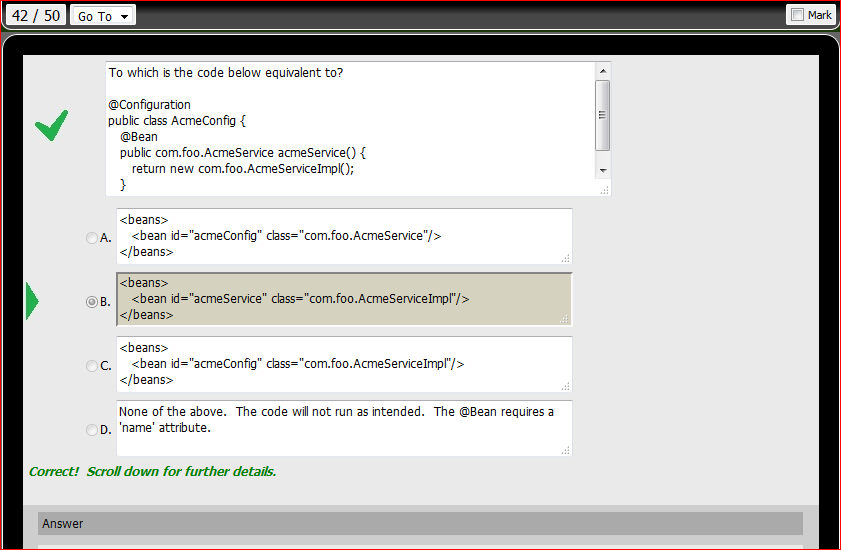 42 / 50 Go To Mark
To which is the code below equivalent to?
@Configuration
public class AcmeConfig {
@Bean
public com.foo.AcmeService acmeService() {
return new com.foo.AcmeServiceImpl();
}
A.
<beans>
<bean id="acmeConfig" class="com.foo.AcmeService"/>
</beans>
B.
<beans>
<bean id="acmeService" class="com.foo.AcmeServiceImpl"/>
</beans>
C.
<beans>
<bean id="acmeConfig" class="com.foo.AcmeServiceImpl"/>
</beans>
D.
None of the above.  The code will not run as intended.  The @Bean requires a
'name' attribute.
Correct!  Scroll down for further details.
Answer